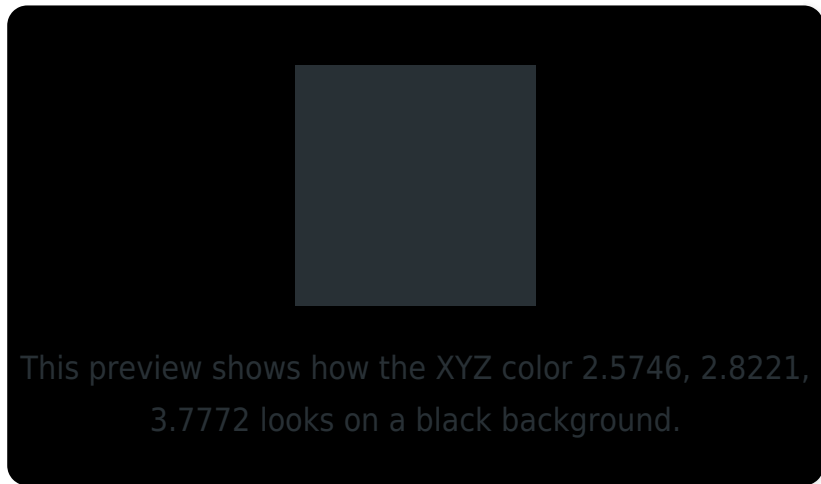 This preview shows how the XYZ color 2.5746, 2.8221,
3.7772 looks on a black background.